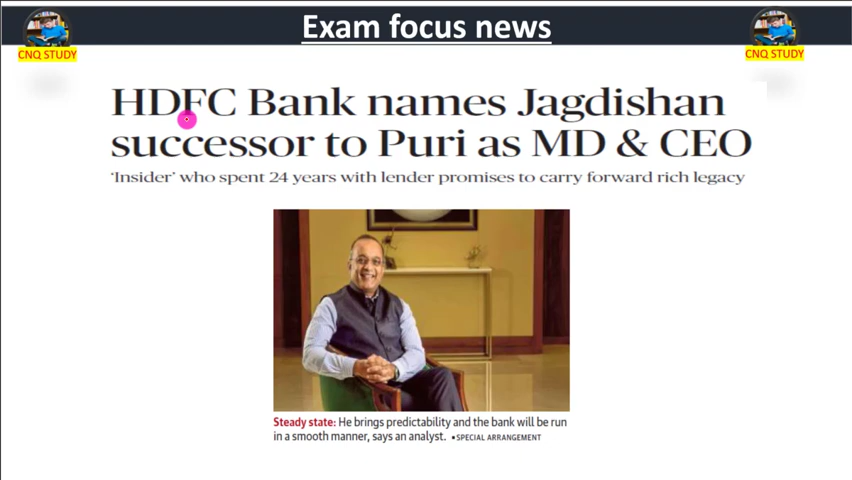 Exam focus news
CNQ STUDY
CNQ STUDY
HDFC Bank names Jagdishan
successor to Puri as MD & CEO
‘Insider’ who spent 24 years with lender promises to carry forward rich legacy
Steady state: He brings predictability and the bank will be run
in a smooth manner, says an analyst. ▪SPECIAL ARRANGEMENT